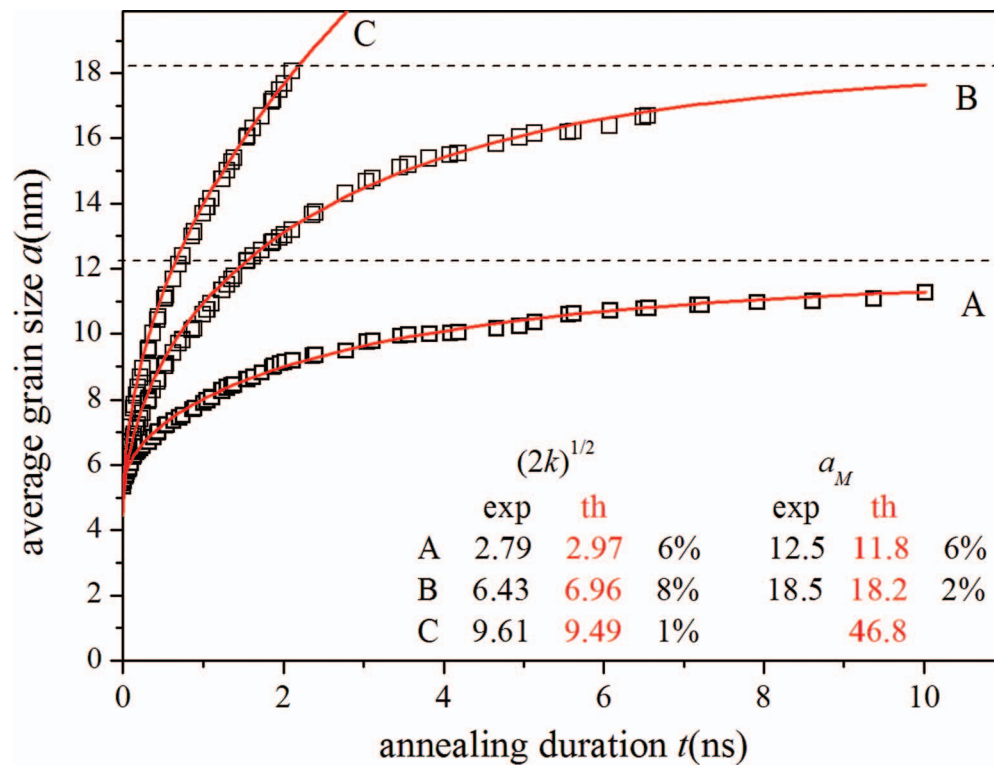 C
18
B
16
14
12
A
10
8
6
4
2
0
average grain size a(nm)
(2k)^{1/2} a_M
exp th exp th
A 2.79 2.97 6% 12.5 11.8 6%
B 6.43 6.96 8% 18.5 18.2 2%
C 9.61 9.49 1% 46.8
0 2 4 6 8 10
annealing duration t(ns)